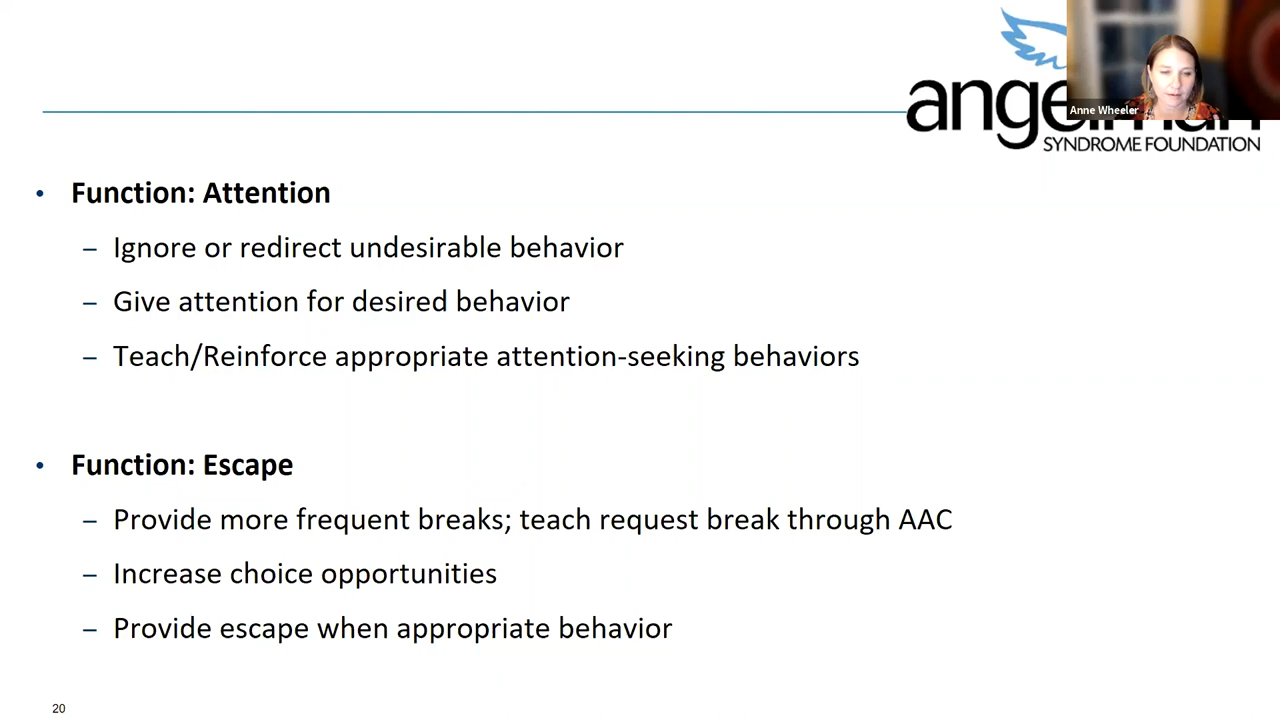 angelman
SYNDROME FOUNDATION
Anne Wheeler
• Function: Attention
– Ignore or redirect undesirable behavior
– Give attention for desired behavior
– Teach/Reinforce appropriate attention-seeking behaviors
• Function: Escape
– Provide more frequent breaks; teach request break through AAC
– Increase choice opportunities
– Provide escape when appropriate behavior
20